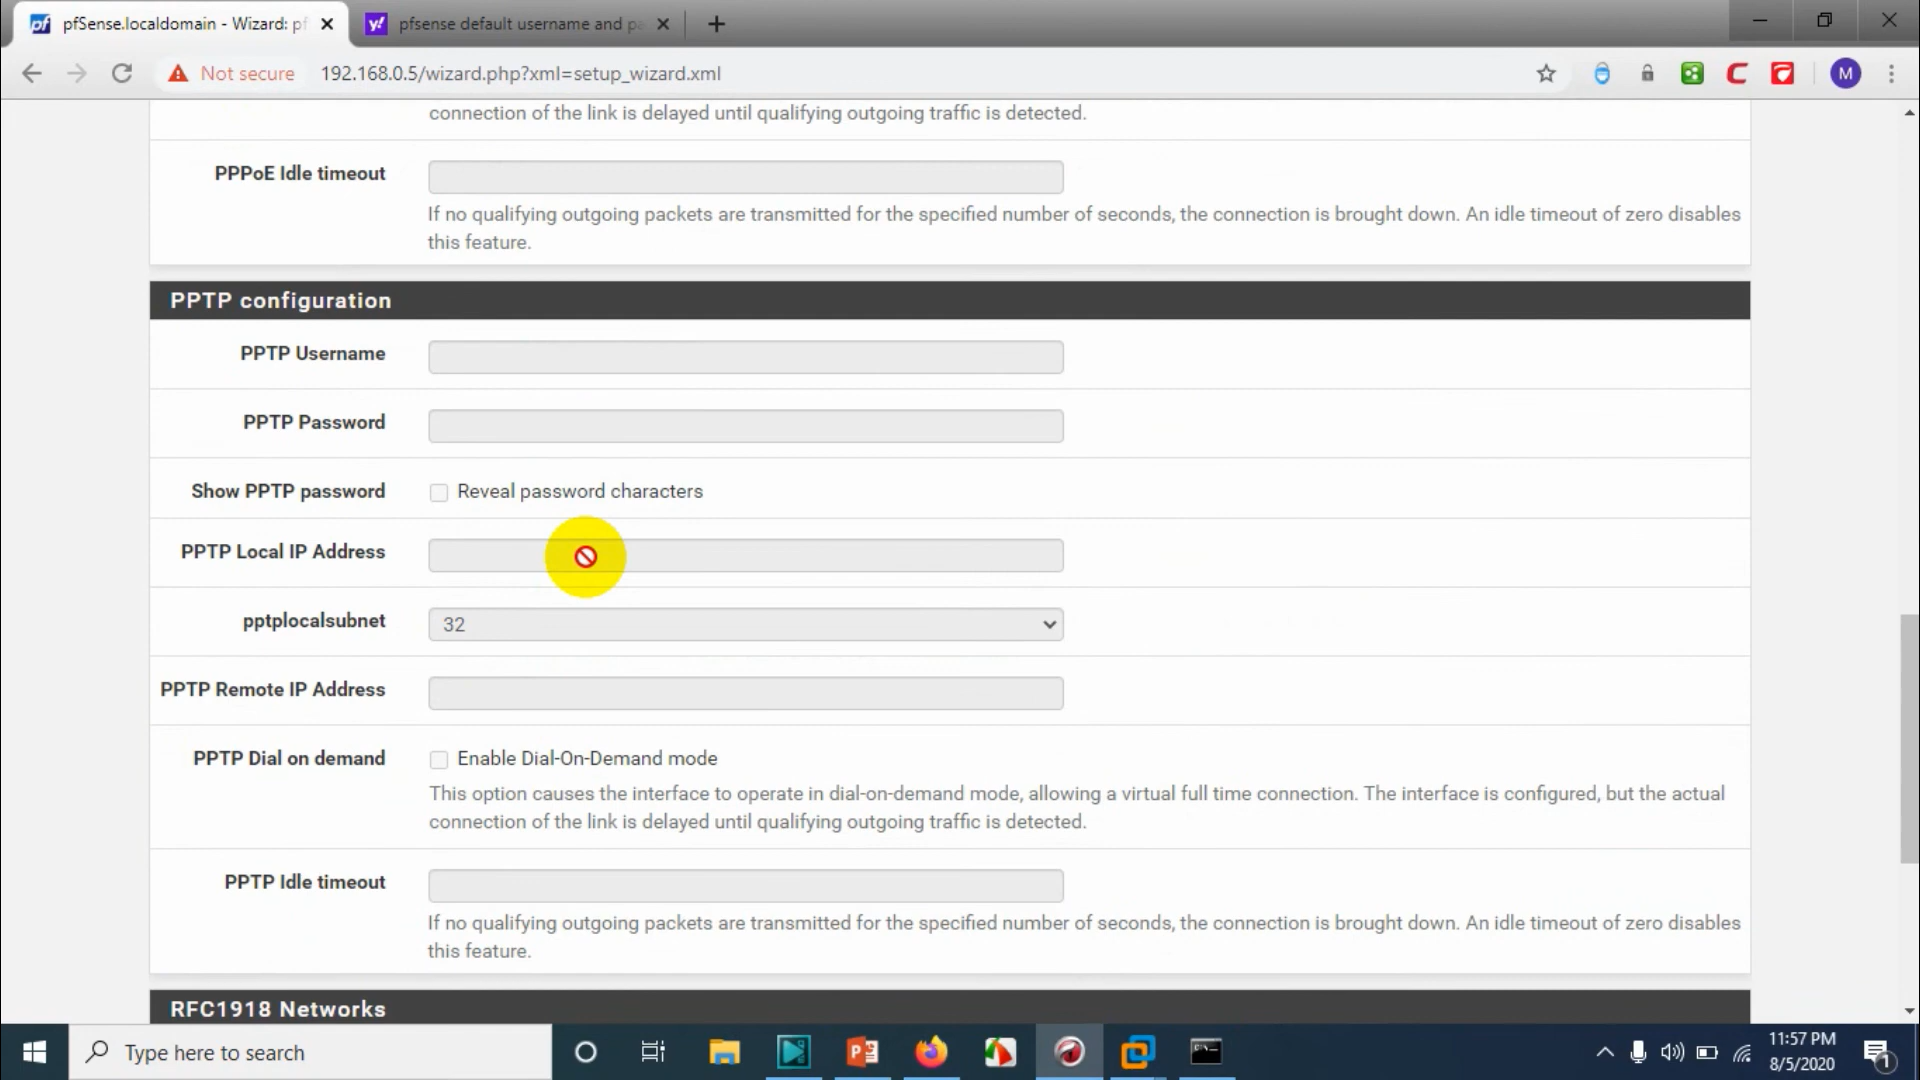 pfSense.localdomain - Wizard: pf
pfsense default username and pa
Not secure
192.168.0.5/wizard.php?xml=setup_wizard.xml
M
connection of the link is delayed until qualifying outgoing traffic is detected.
PPPoE Idle timeout
If no qualifying outgoing packets are transmitted for the specified number of seconds, the connection is brought down. An idle timeout of zero disables
this feature.
PPTP configuration
PPTP Username
PPTP Password
Show PPTP password
Reveal password characters
PPTP Local IP Address
pptplocalsubnet
32
PPTP Remote IP Address
PPTP Dial on demand
Enable Dial-On-Demand mode
This option causes the interface to operate in dial-on-demand mode, allowing a virtual full time connection. The interface is configured, but the actual
connection of the link is delayed until qualifying outgoing traffic is detected.
PPTP Idle timeout
If no qualifying outgoing packets are transmitted for the specified number of seconds, the connection is brought down. An idle timeout of zero disables
this feature.
RFC1918 Networks
Type here to search
11:57 PM
8/5/2020
1